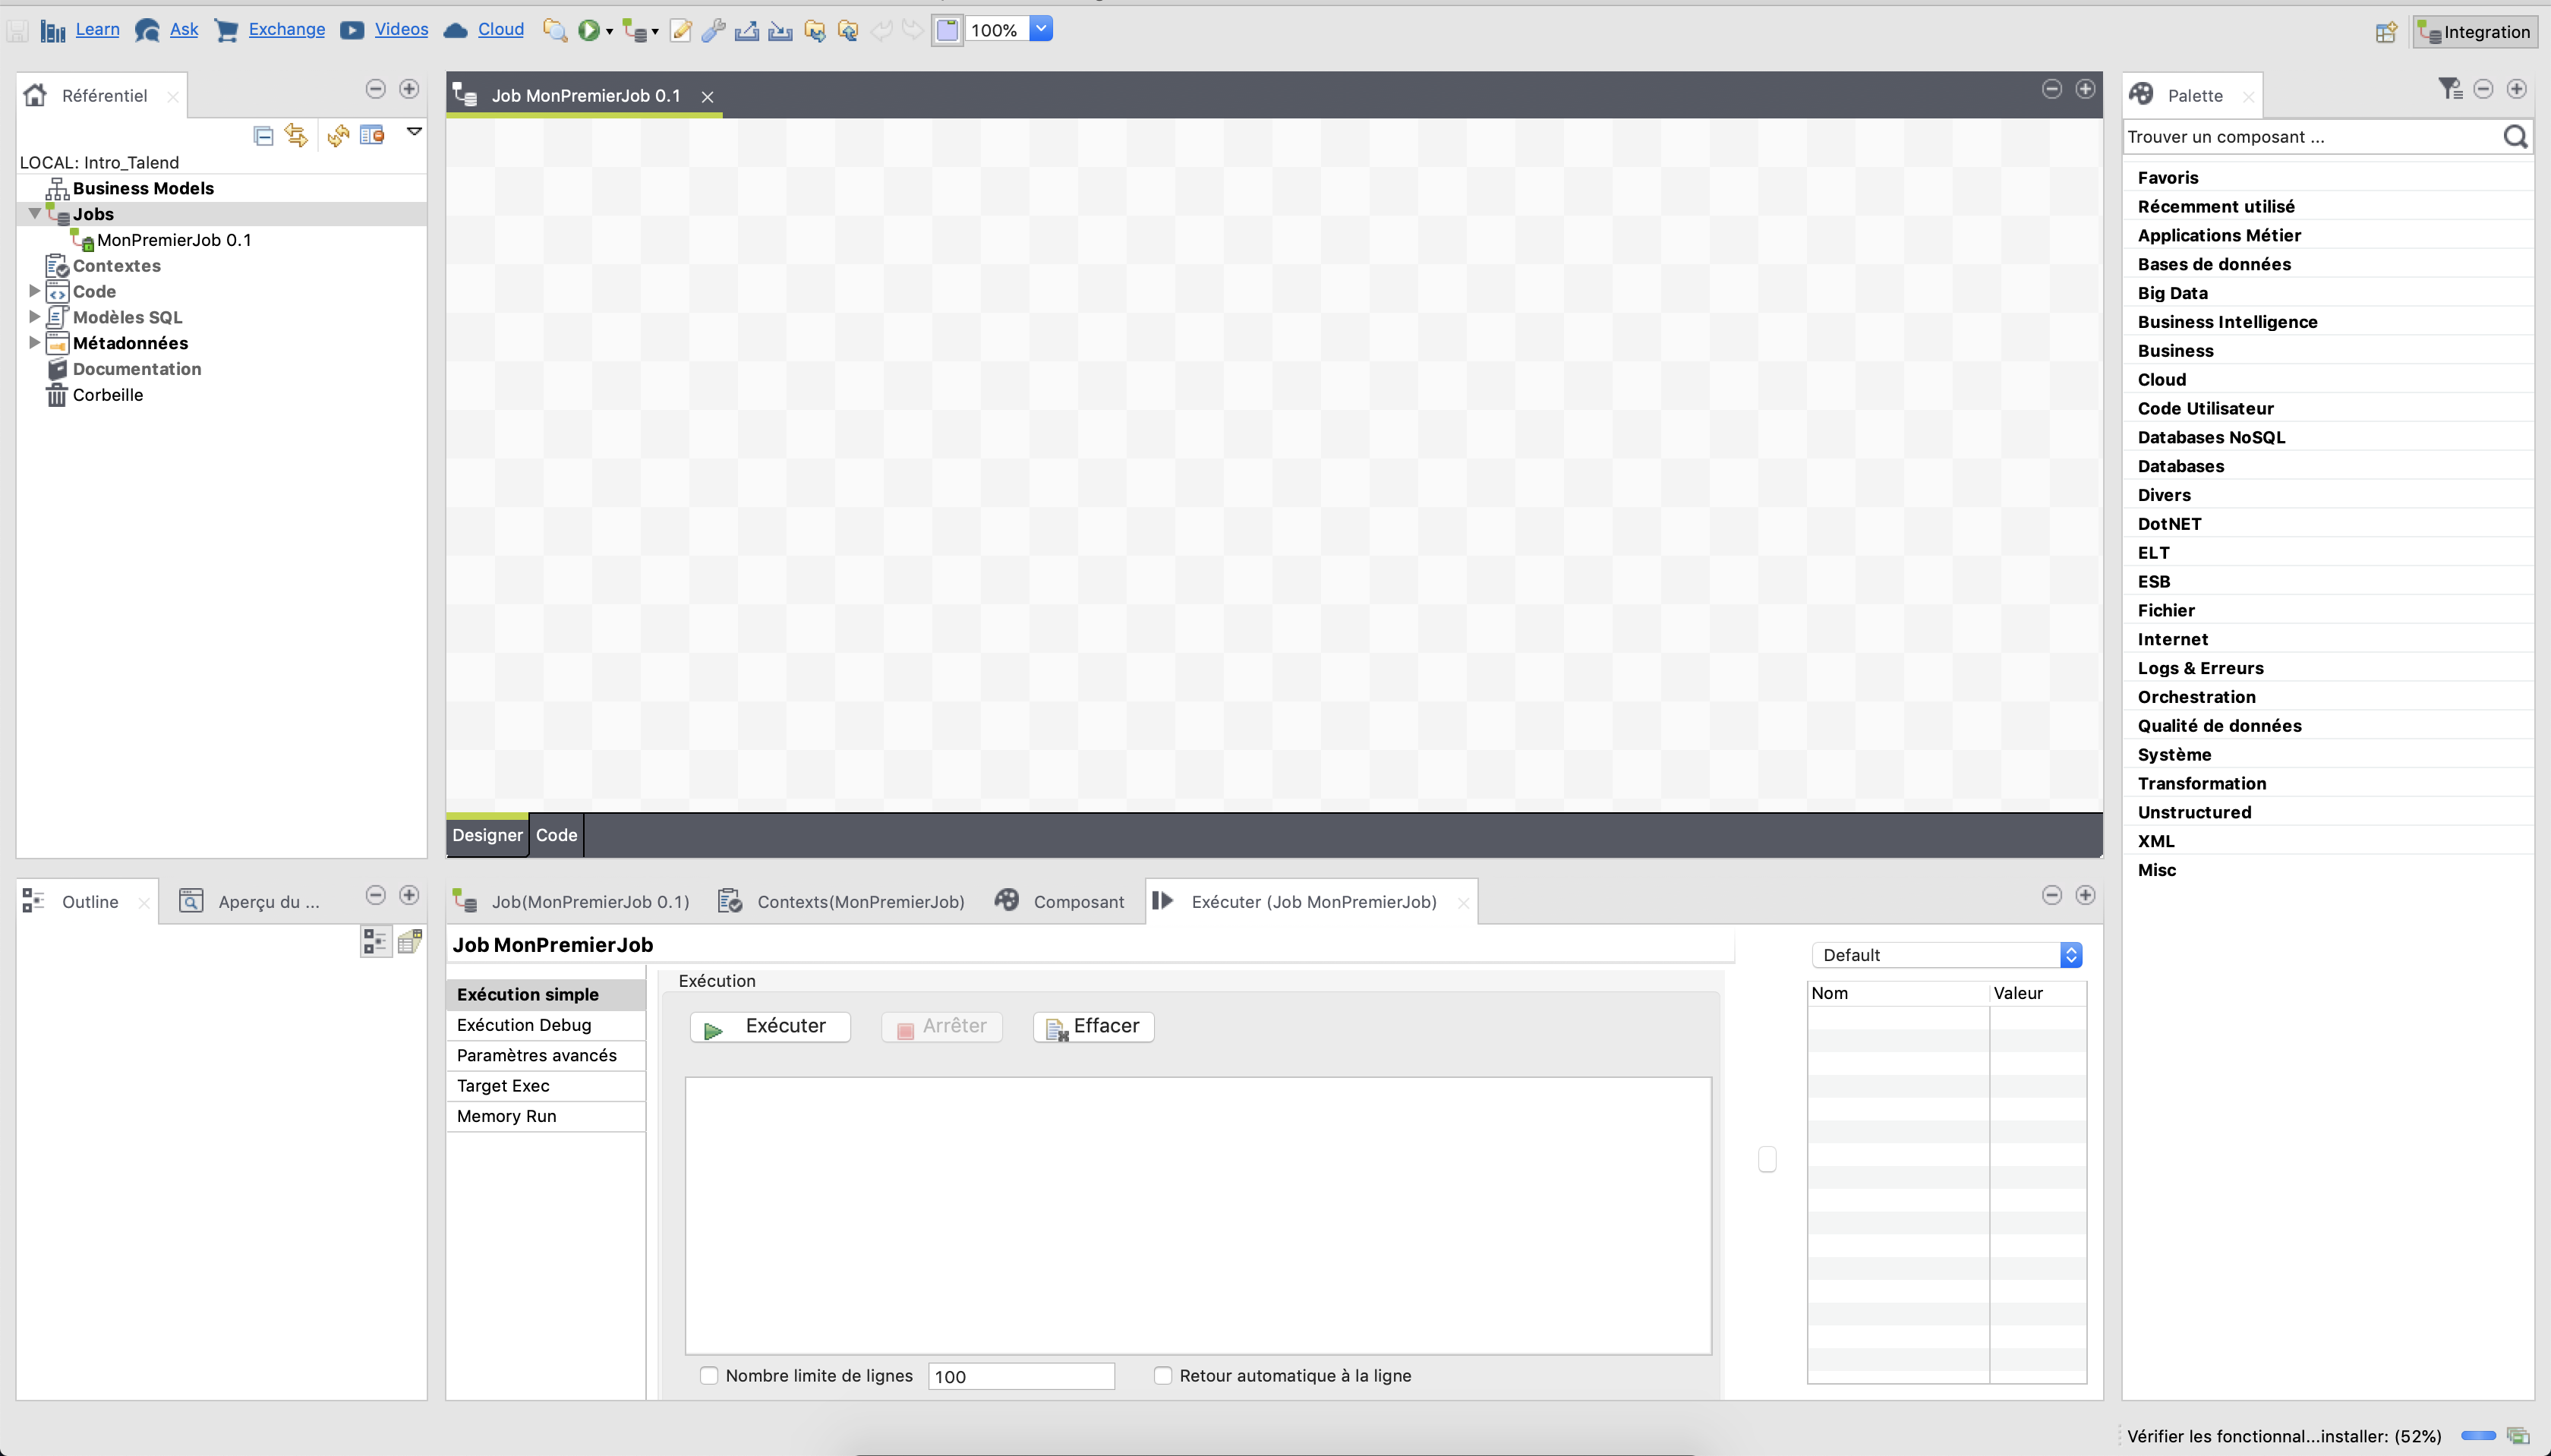 Learn Ask Exchange Videos Cloud 100% Integration
Référentiel
LOCAL: Intro_Talend
Business Models
Jobs
MonPremierJob 0.1
Contextes
Code
Modèles SQL
Métadonnées
Documentation
Corbeille
Job MonPremierJob 0.1
Designer Code
Palette
Trouver un composant ...
Favoris
Récemment utilisé
Applications Métier
Bases de données
Big Data
Business Intelligence
Business
Cloud
Code Utilisateur
Databases NoSQL
Databases
Divers
DotNET
ELT
ESB
Fichier
Internet
Logs & Erreurs
Orchestration
Qualité de données
Système
Transformation
Unstructured
XML
Misc
Outline Aperçu du ...
Job(MonPremierJob 0.1) Contexts(MonPremierJob) Composant Exécuter (Job MonPremierJob)
Job MonPremierJob
Exécution simple
Exécution Debug
Paramètres avancés
Target Exec
Memory Run
Exécution
Exécuter Arrêter Effacer
Nombre limite de lignes 100 Retour automatique à la ligne
Default
Nom Valeur
Vérifier les fonctionnal...installer: (52%)